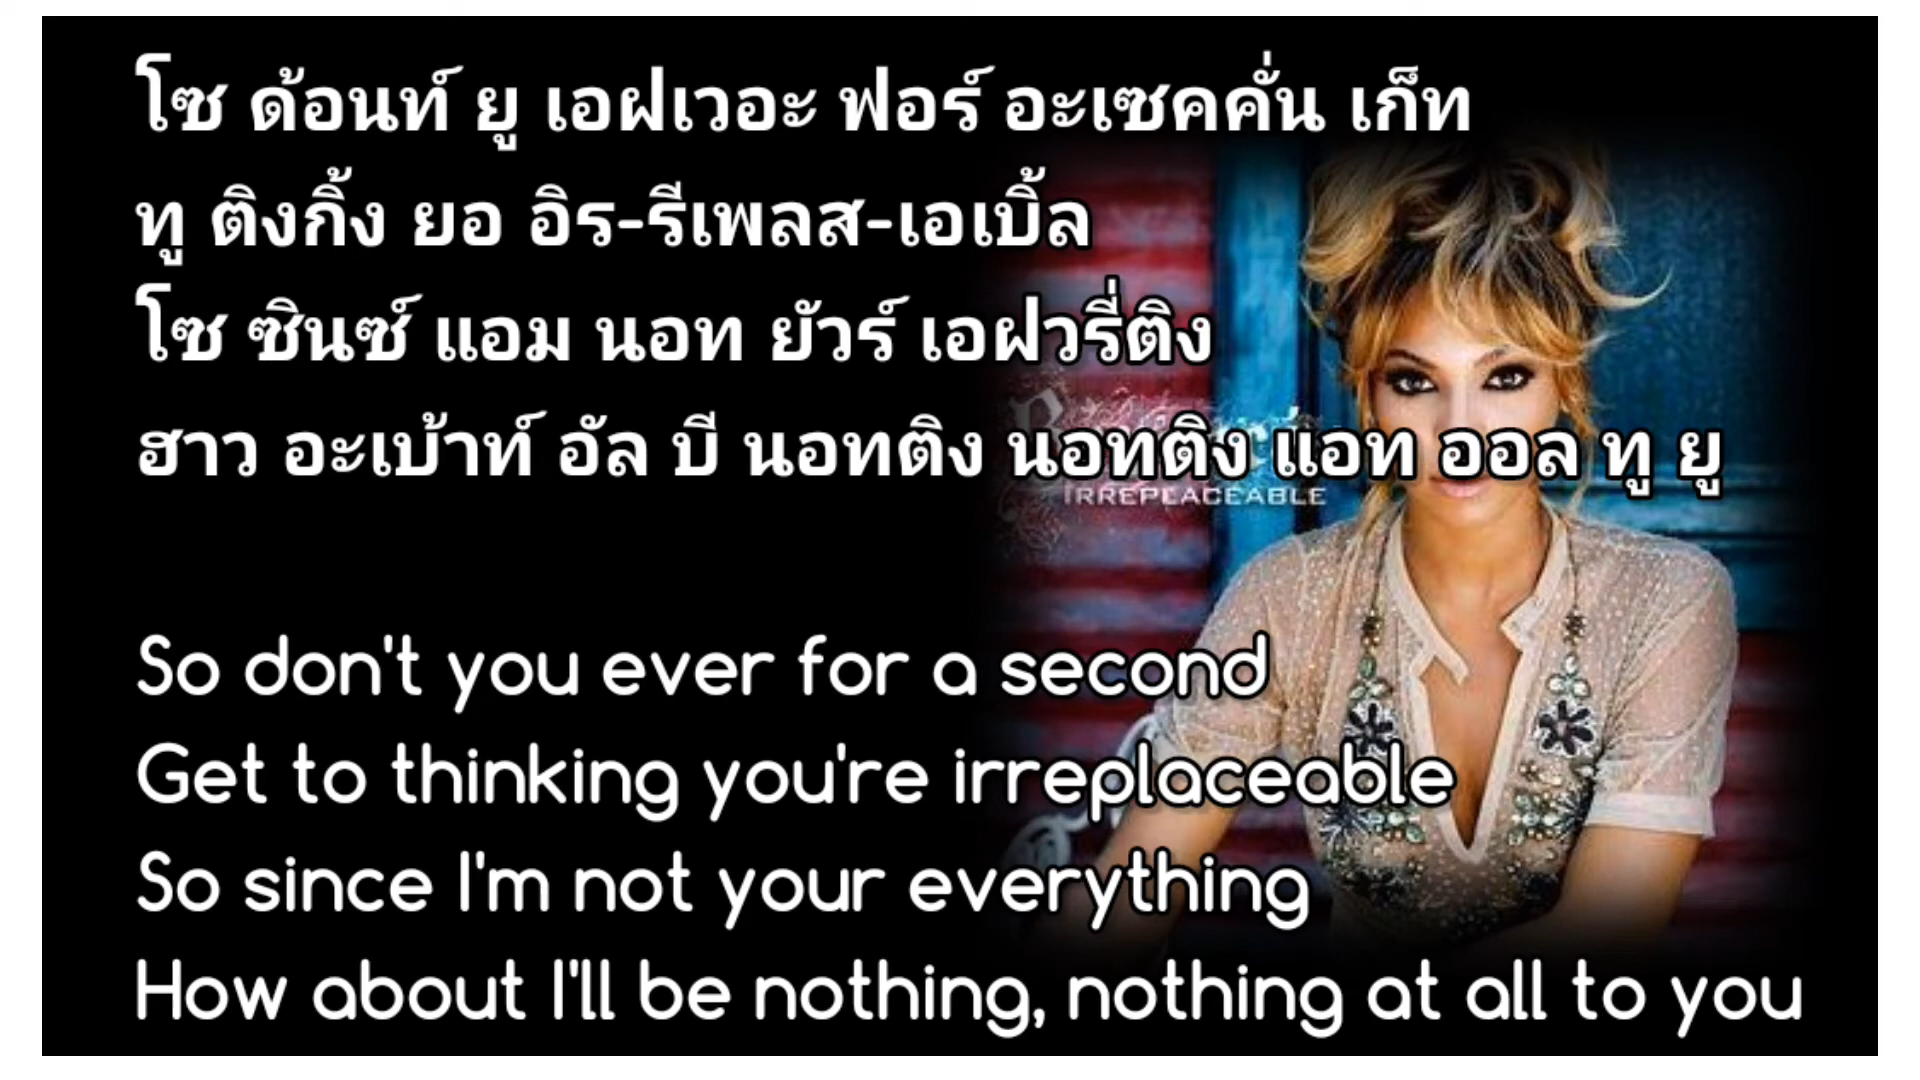 โซ ด้อนท์ ยู เอฝเวอะ ฟอร์ อะเซคคั่น เก็ท
ทู ติงกิ้ง ยอ อิร-รีเพลส-เอเบิ้ล
โซ ซินซ์ แอม นอท ยัวร์ เอฝวรี่ติง
ฮาว อะเบ้าท์ อัล บี นอทติง นอทติง แอท ออล ทู ยู
IRREPLACEABLE
So don't you ever for a second
Get to thinking you're irreplaceable
So since I'm not your everything
How about I'll be nothing, nothing at all to you